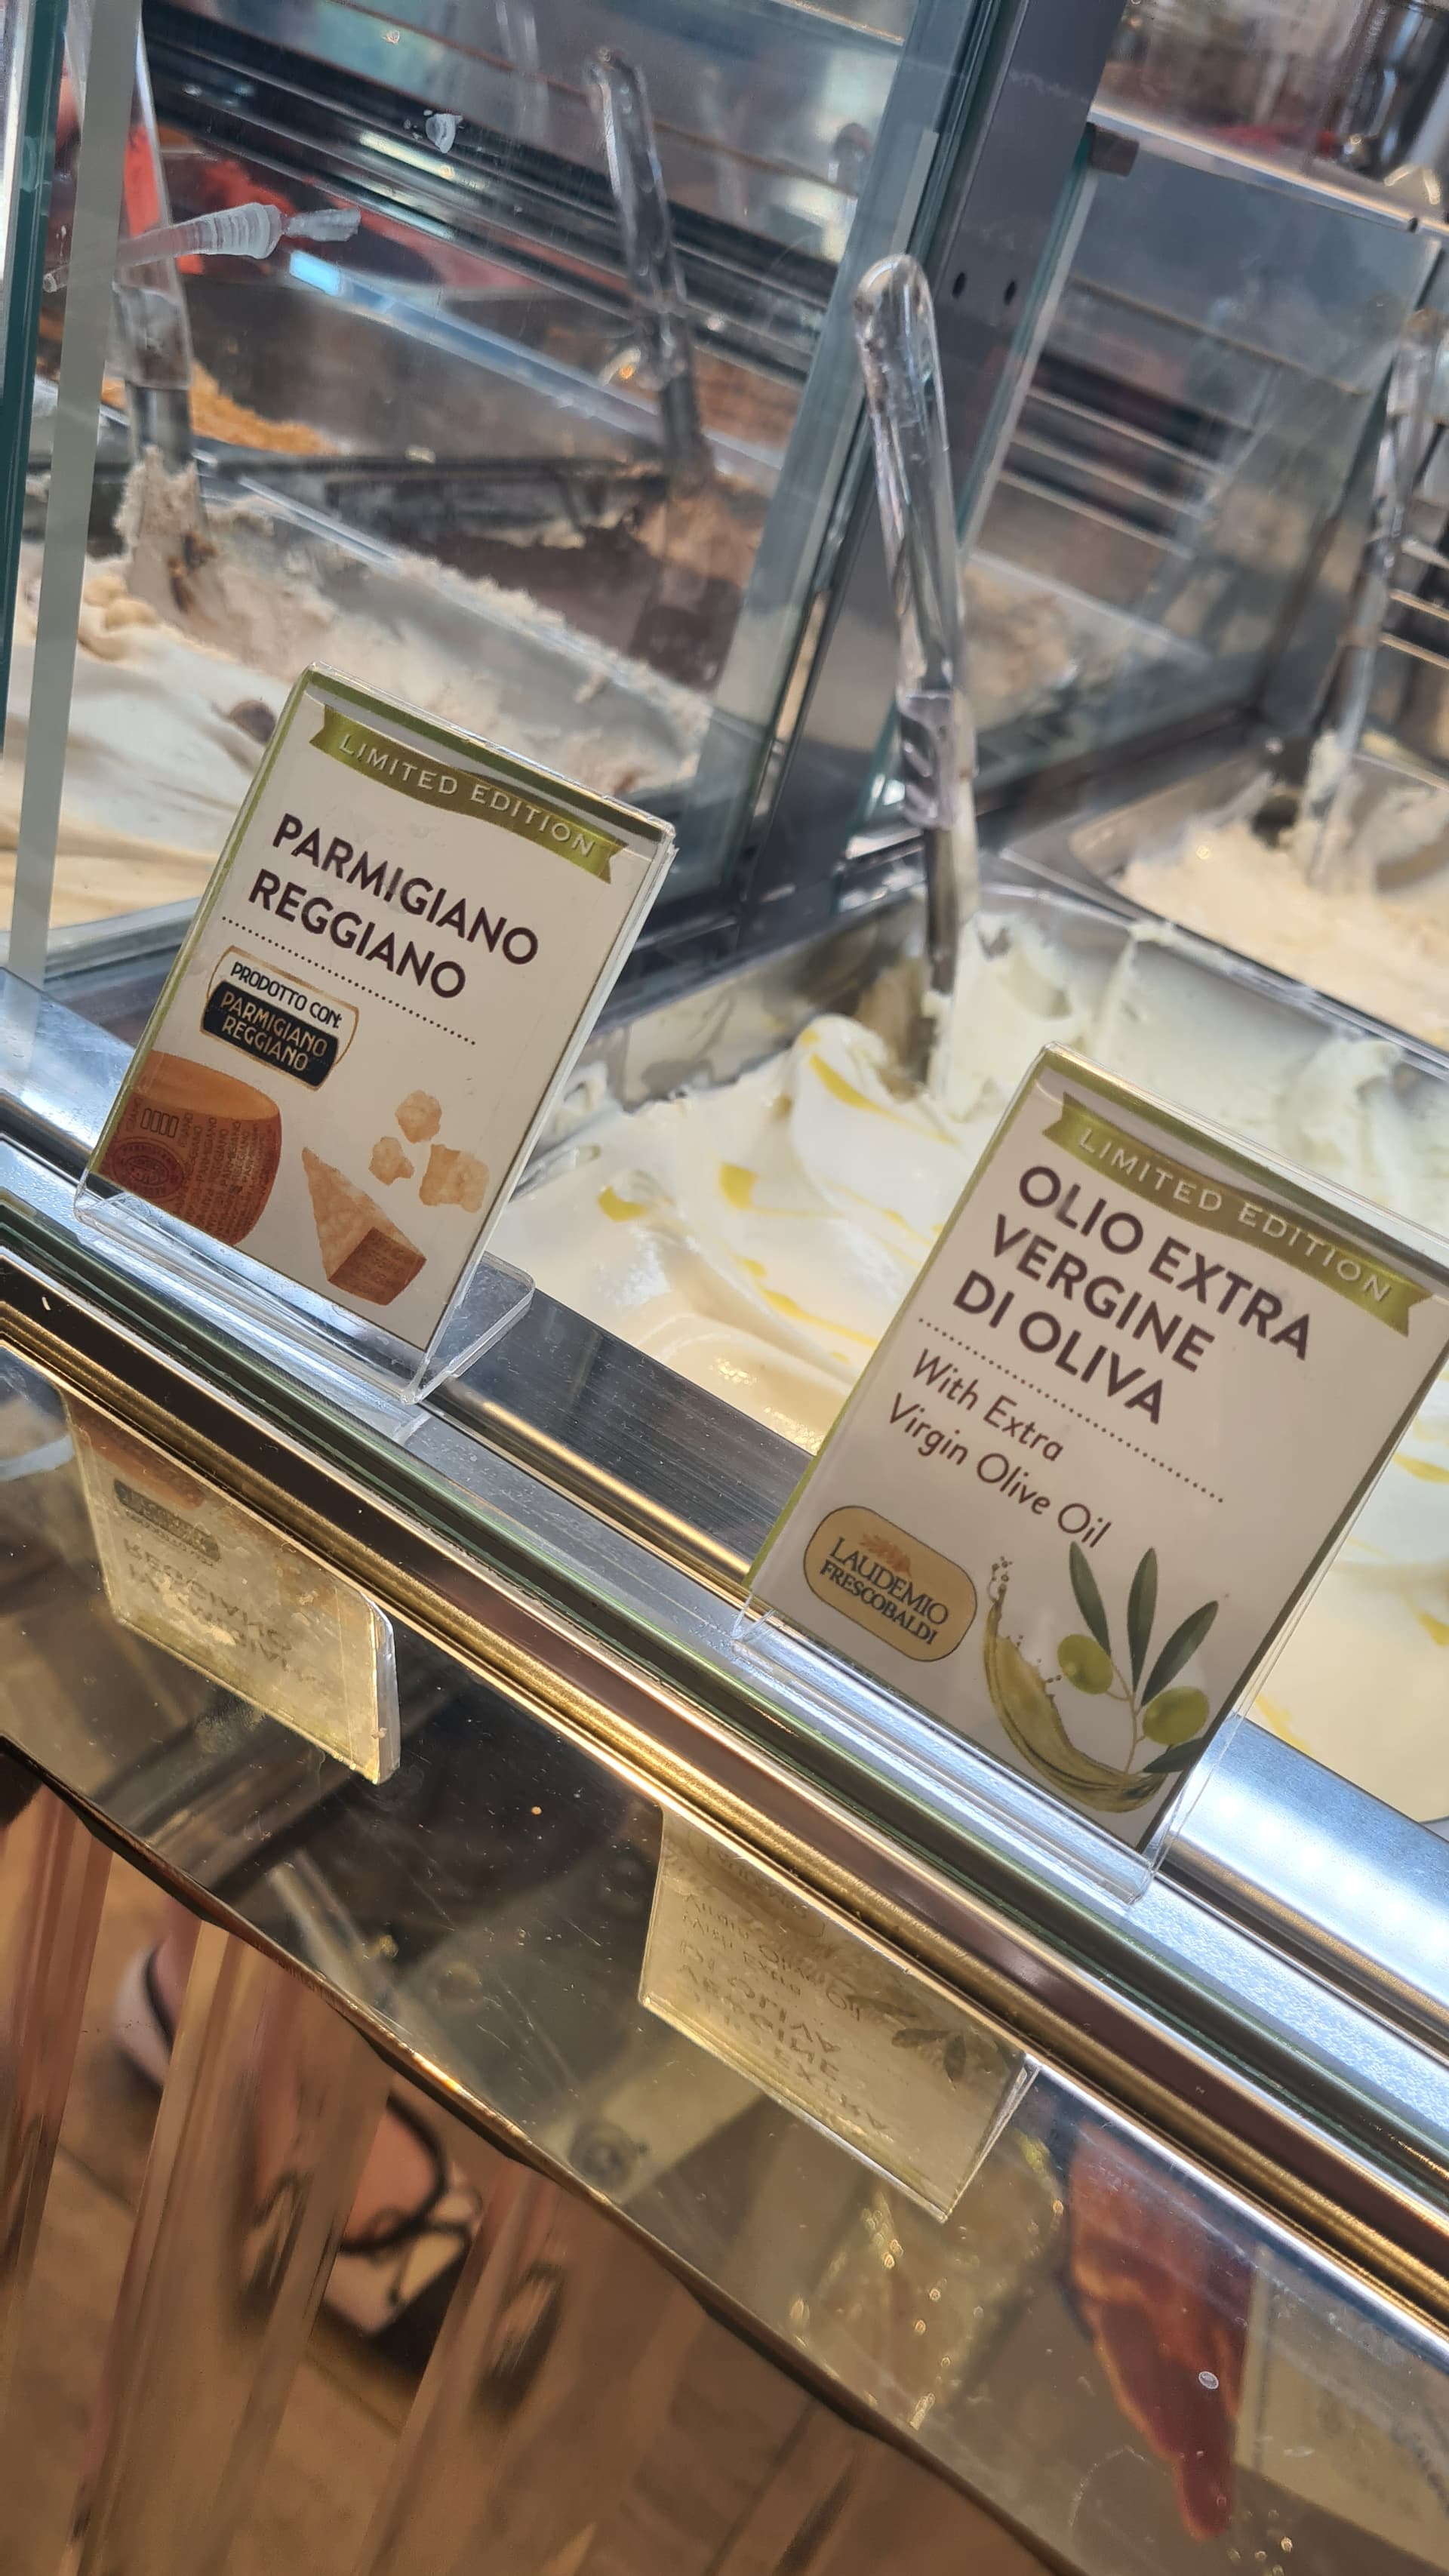 LIMITED EDITION
PARMIGIANO
REGGIANO
PRODOTTO CON:
PARMIGIANO
REGGIANO
LIMITED EDITION
OLIO EXTRA
VERGINE
DI OLIVA
With Extra
Virgin Olive Oil
LAUDEMIO
FRESCOBALDI